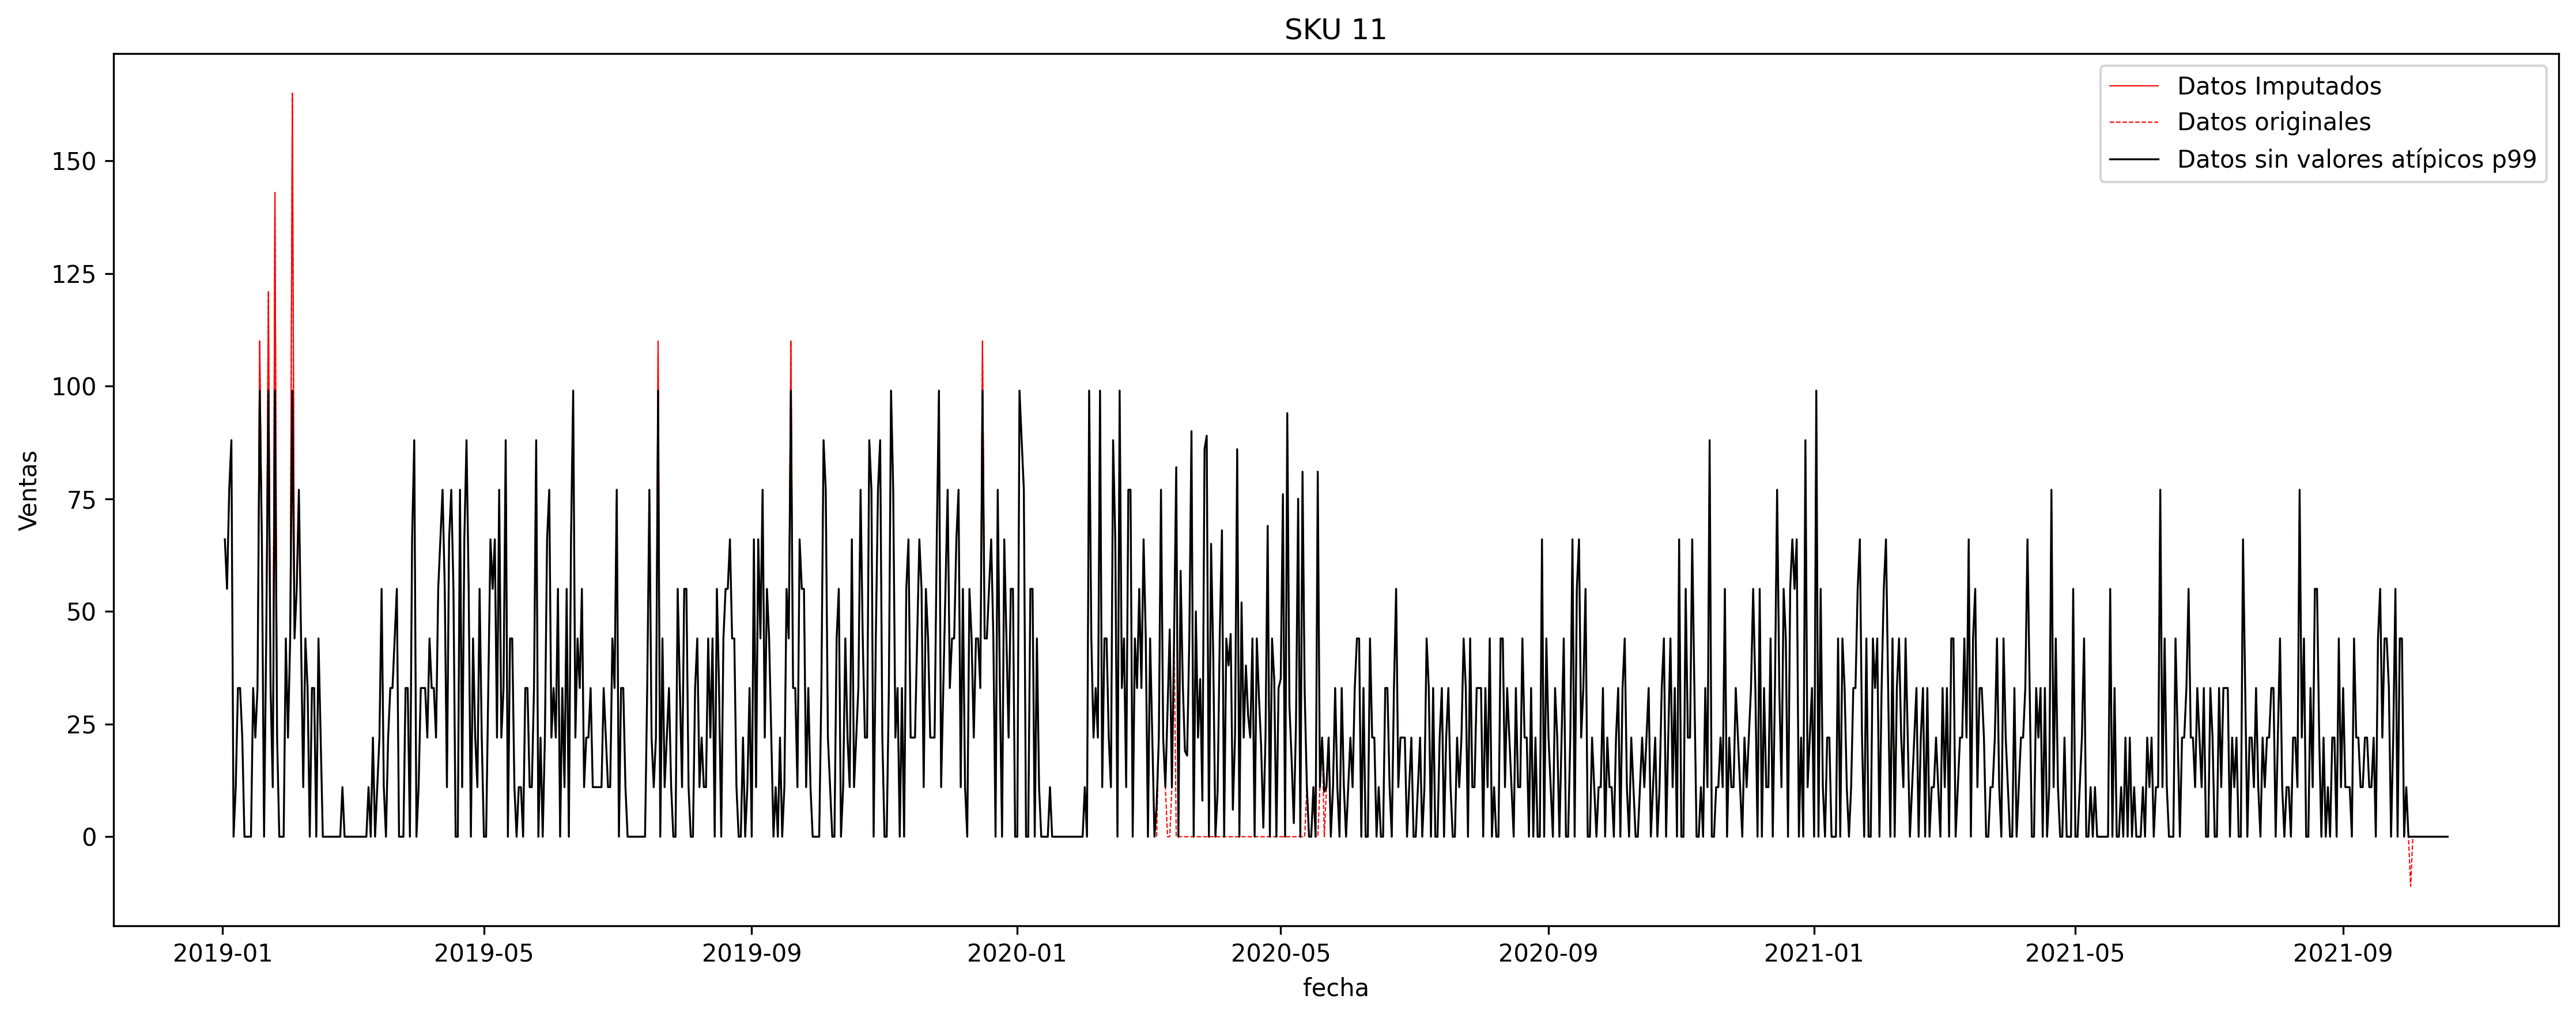 SKU 11
Datos Imputados
Datos originales
Datos sin valores atípicos p99
150
125
100
75
50
25
0
Ventas
2019-01 2019-05 2019-09 2020-01 2020-05 2020-09 2021-01 2021-05 2021-09
fecha